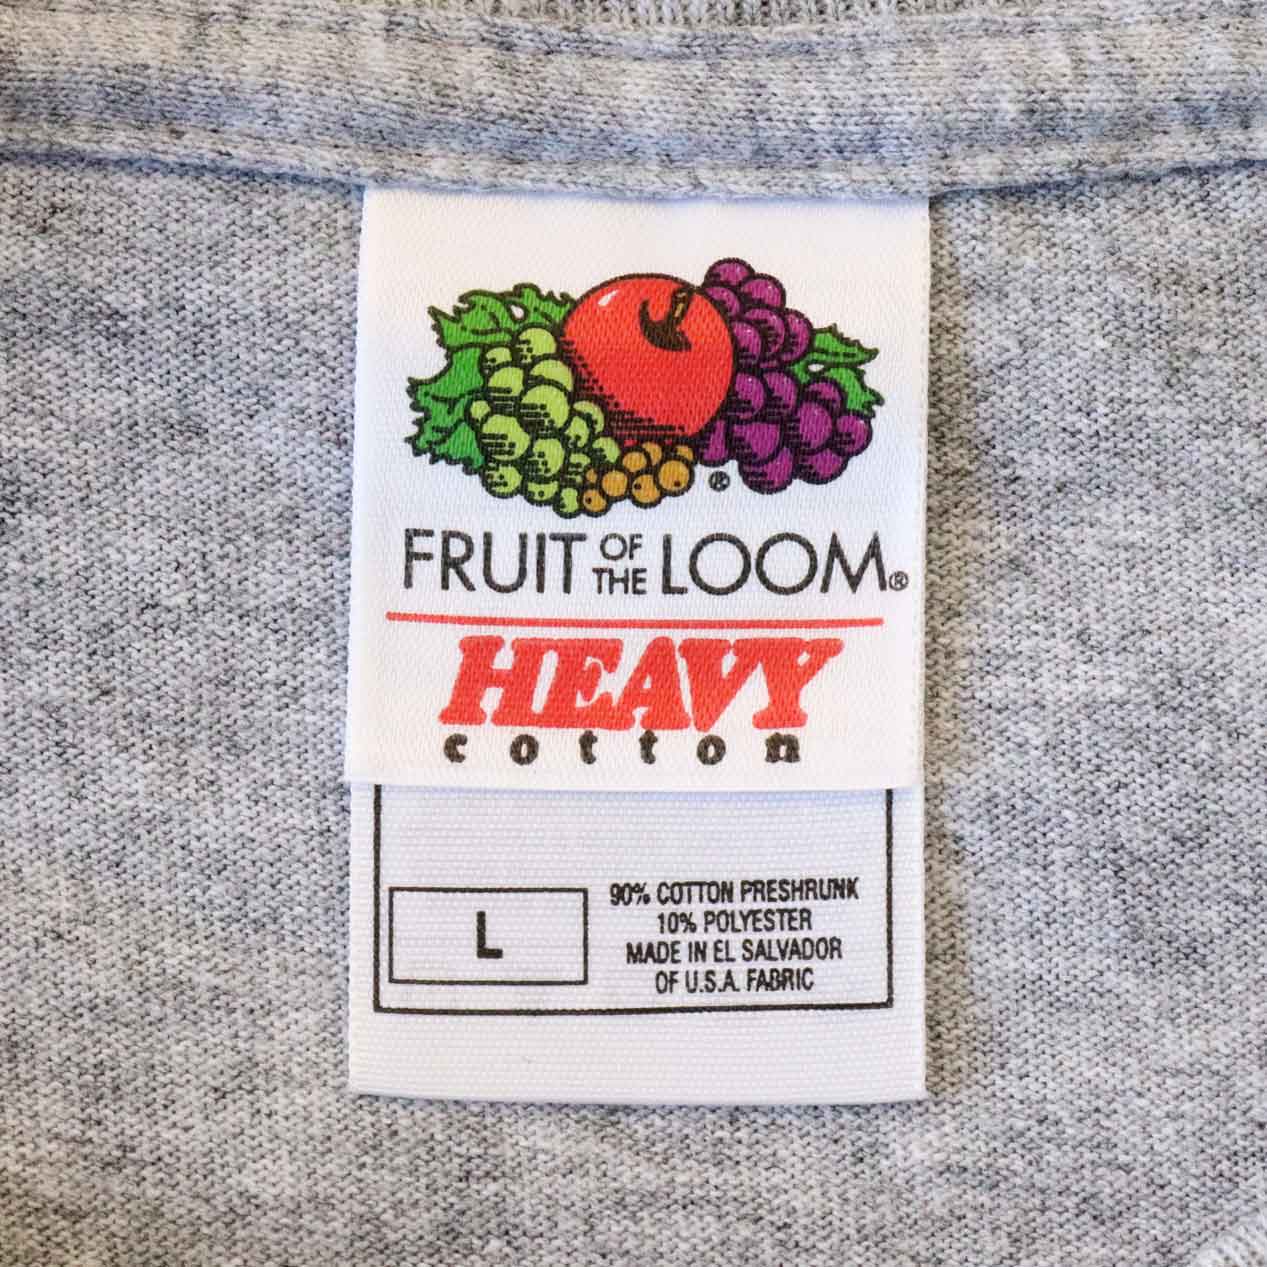 ®
FRUIT OF THE LOOM®
HEAVY
cotton
L
90% COTTON PRESHRUNK
10% POLYESTER
MADE IN EL SALVADOR
OF U.S.A. FABRIC